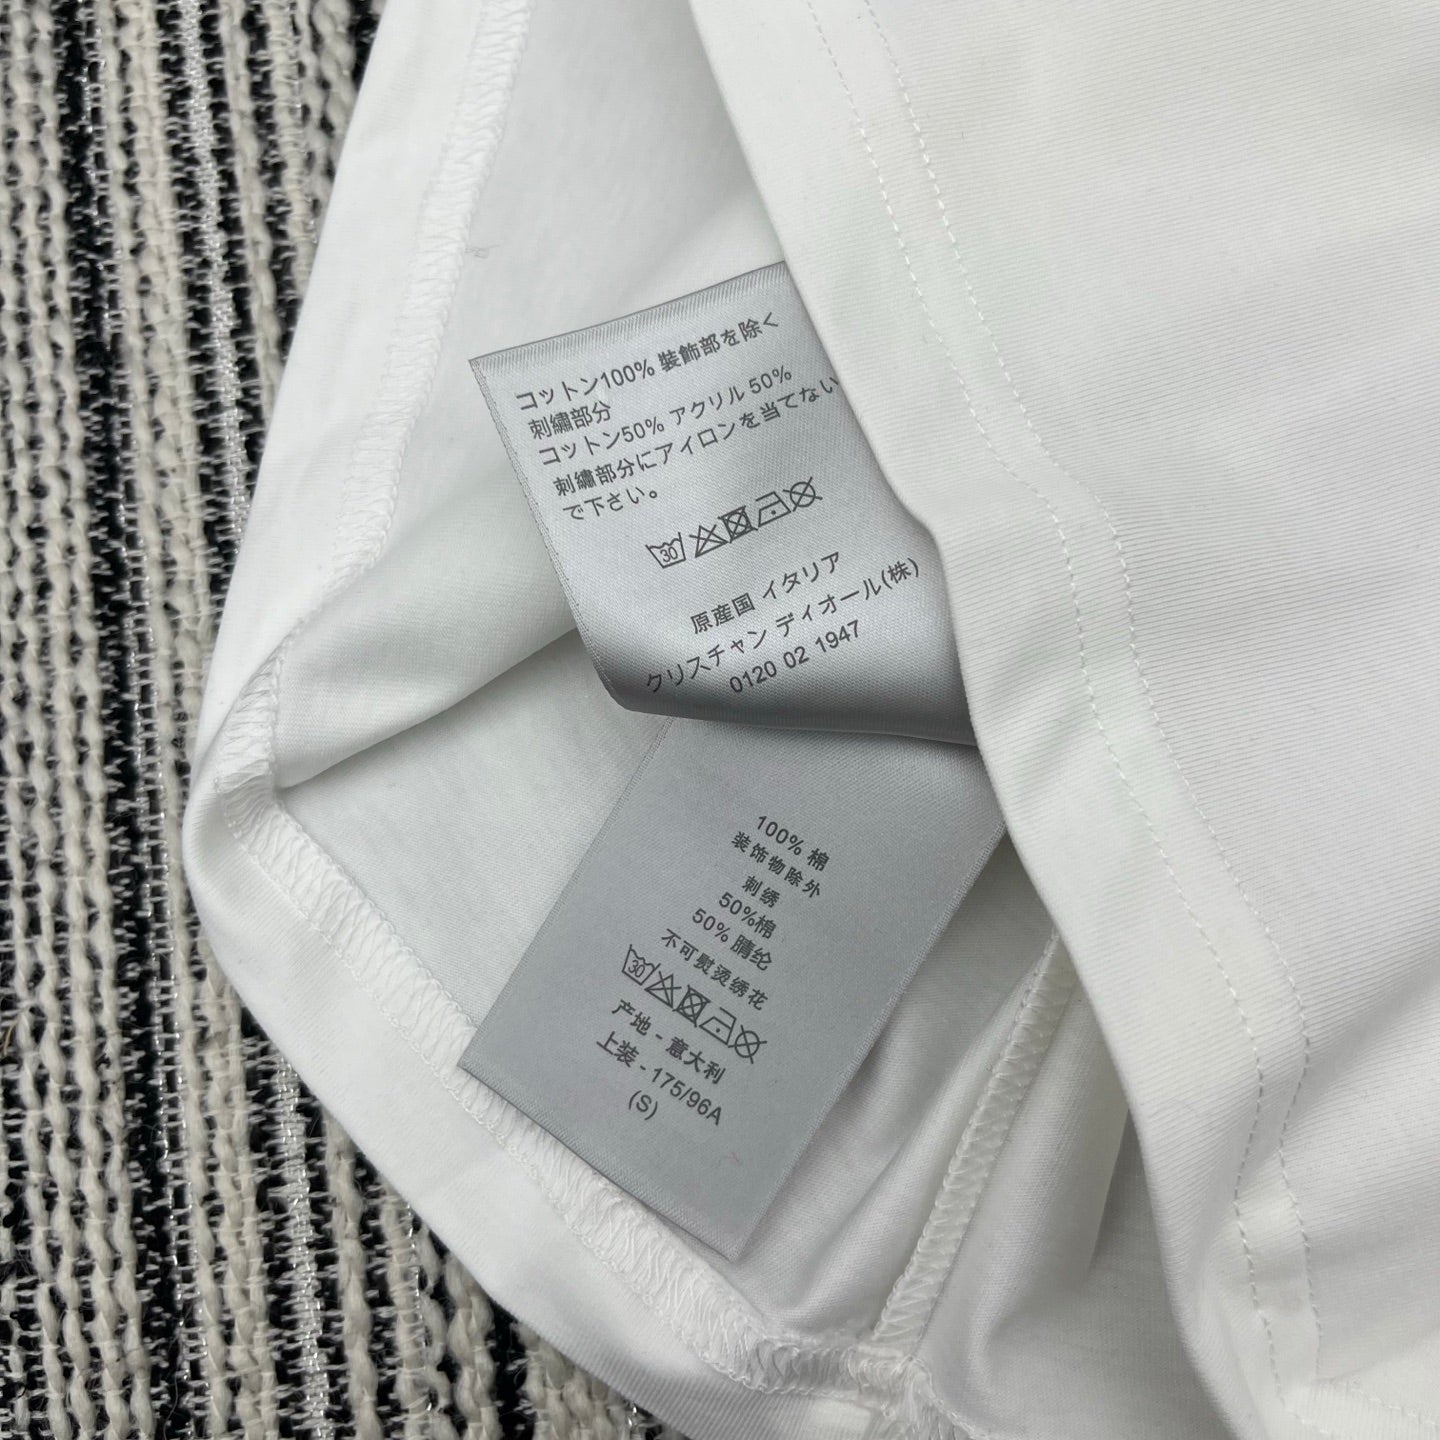 コットン100% 装飾部を除く
刺繍部分
コットン50% アクリル 50%
刺繍部分にアイロンを当てない
で下さい。
30
原産国 イタリア
クリスチャン ディオール(株)
0120 02 1947
100% 棉
装饰物除外
刺绣
50%棉
50% 腈纶
不可熨烫绣花
30
产地 - 意大利
上装 - 175/96A
(S)